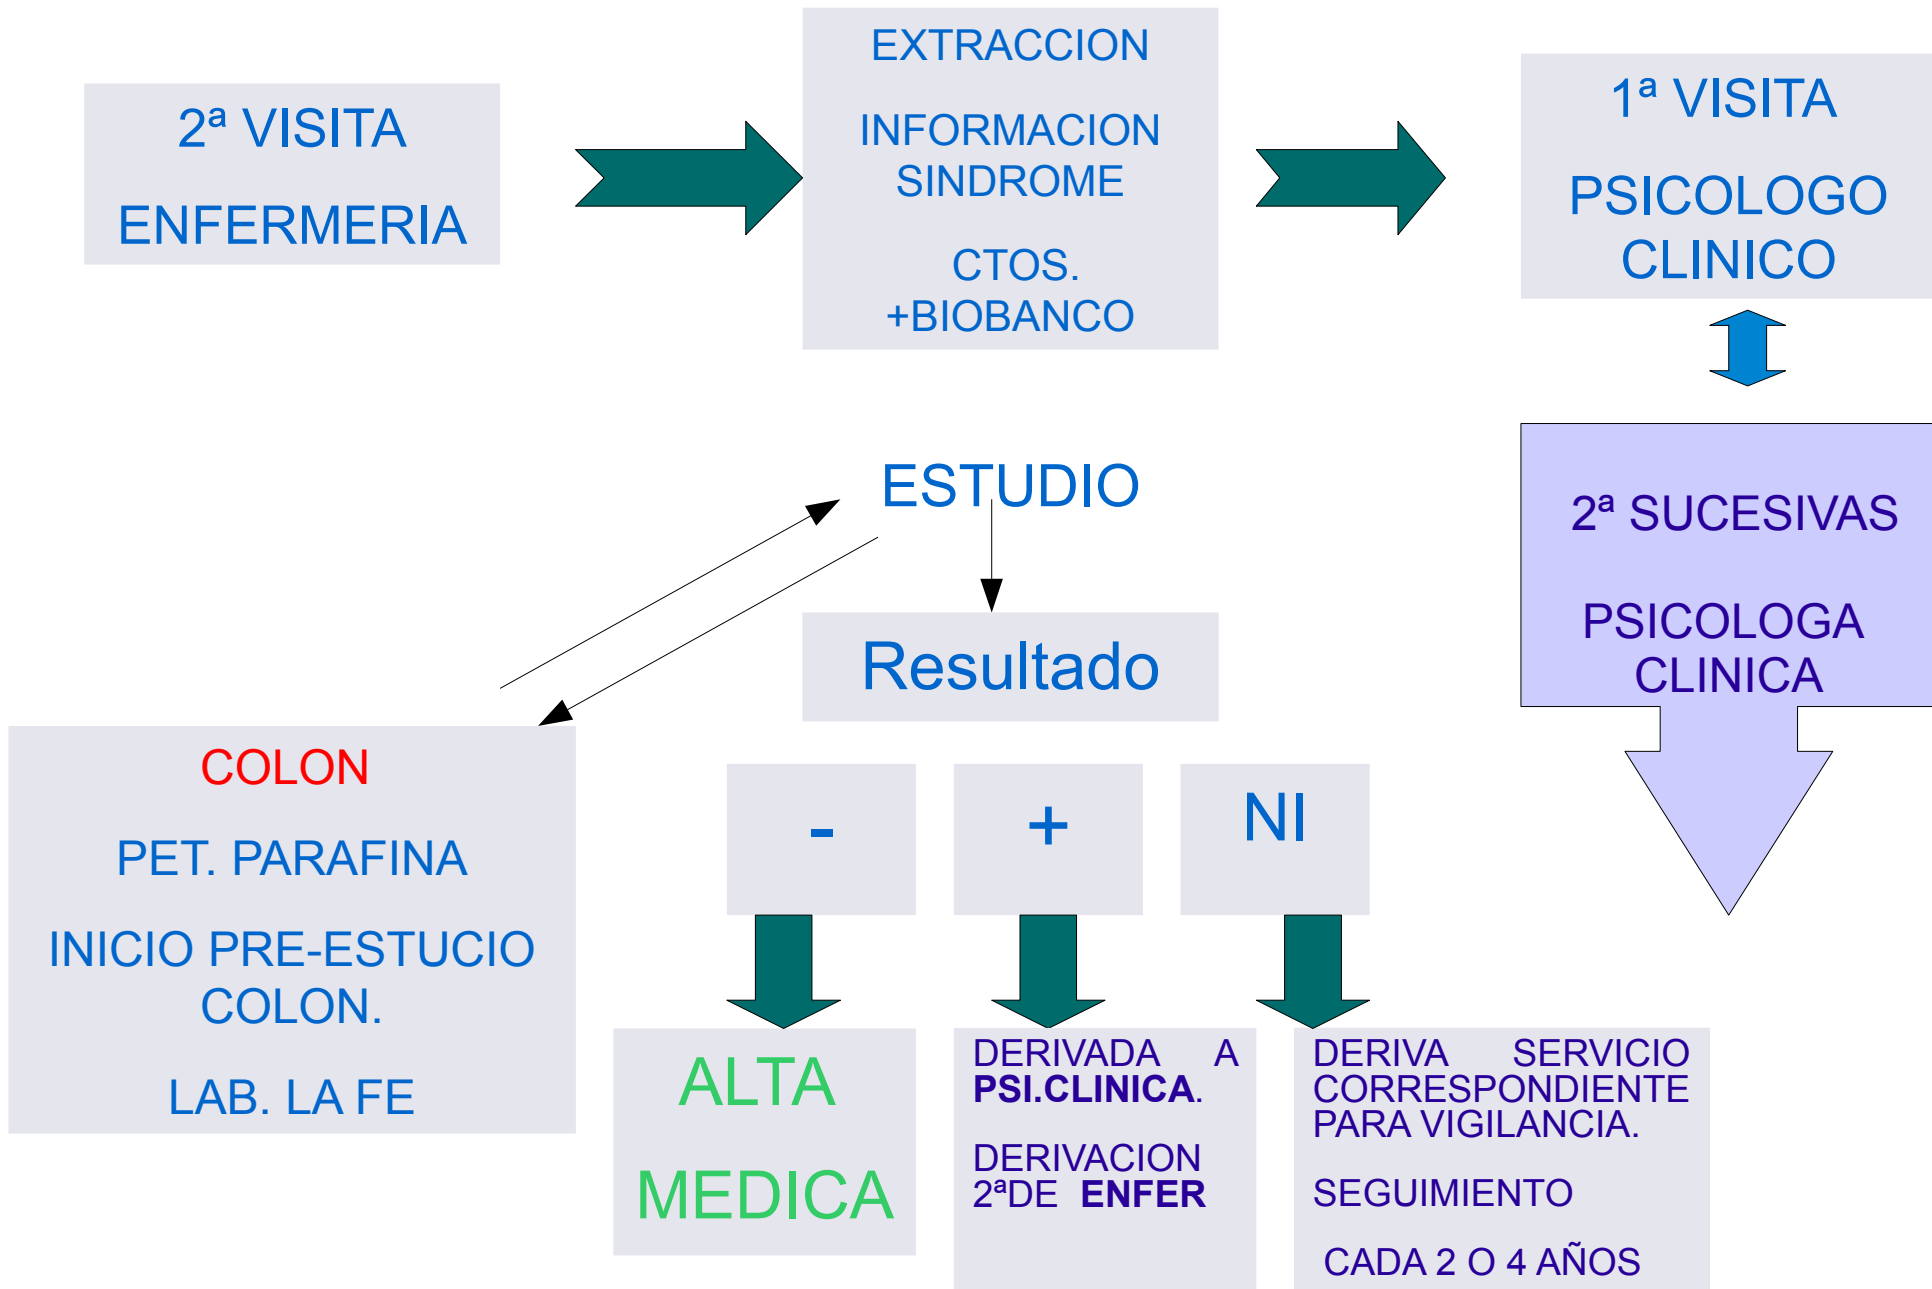 2ª VISITA
ENFERMERIA
EXTRACCION
INFORMACION
SINDROME
CTOS.
+BIOBANCO
1ª VISITA
PSICOLOGO
CLINICO
2ª SUCESIVAS
PSICOLOGA
CLINICA
ESTUDIO
Resultado
COLON
PET. PARAFINA
INICIO PRE-ESTUCIO
COLON.
LAB. LA FE
-
+
NI
ALTA
MEDICA
DERIVADA A
PSI.CLINICA.
DERIVACION
2ªDE ENFER
DERIVA SERVICIO
CORRESPONDIENTE
PARA VIGILANCIA.
SEGUIMIENTO
CADA 2 O 4 AÑOS